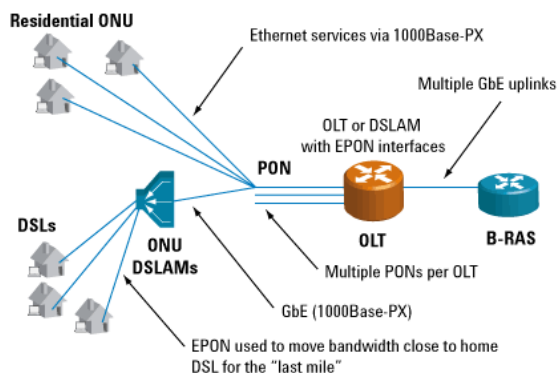 Residential ONU
Ethernet services via 1000Base-PX
Multiple GbE uplinks
OLT or DSLAM
with EPON interfaces
PON
DSLs
ONU
DSLAMs
OLT
B-RAS
Multiple PONs per OLT
GbE (1000Base-PX)
EPON used to move bandwidth close to home
DSL for the “last mile”